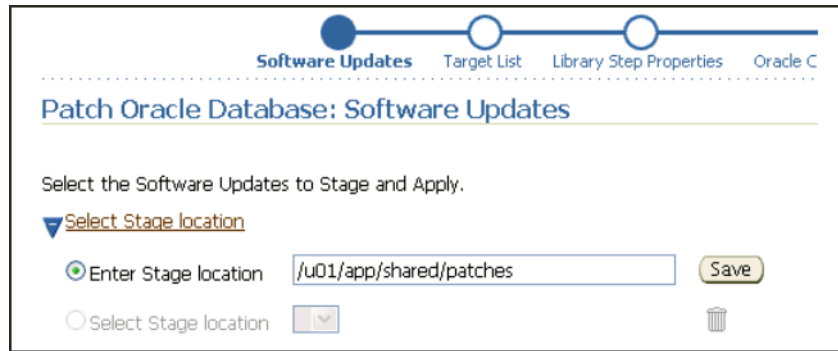 Software Updates Target List Library Step Properties Oracle C
Patch Oracle Database: Software Updates
Select the Software Updates to Stage and Apply.
Select Stage location
Enter Stage location /u01/app/shared/patches Save
Select Stage location